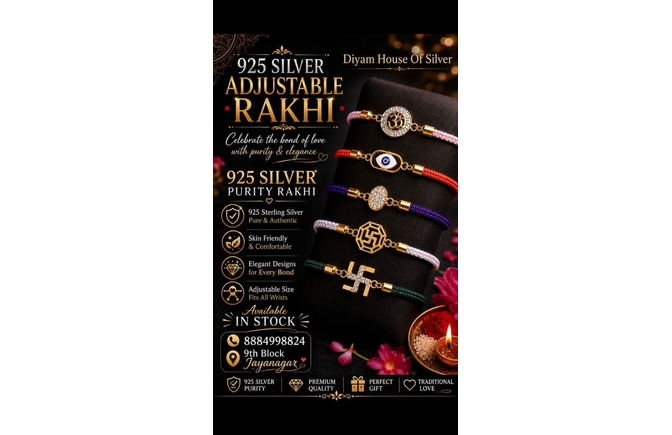 925 SILVER
ADJUSTABLE
RAKHI
Diyam House Of Silver
Celebrate the bond of love
with purity & elegance
925 SILVER
PURITY RAKHI
925 Sterling Silver
Pure & Authentic
Skin Friendly
& Comfortable
Elegant Designs
for Every Bond
Adjustable Size
Fits All Wrists
Available
IN STOCK
8884998824
9th Block
Jayanagar
925 SILVER
PURITY
PREMIUM
QUALITY
PERFECT
GIFT
TRADITIONAL
LOVE
ॐ